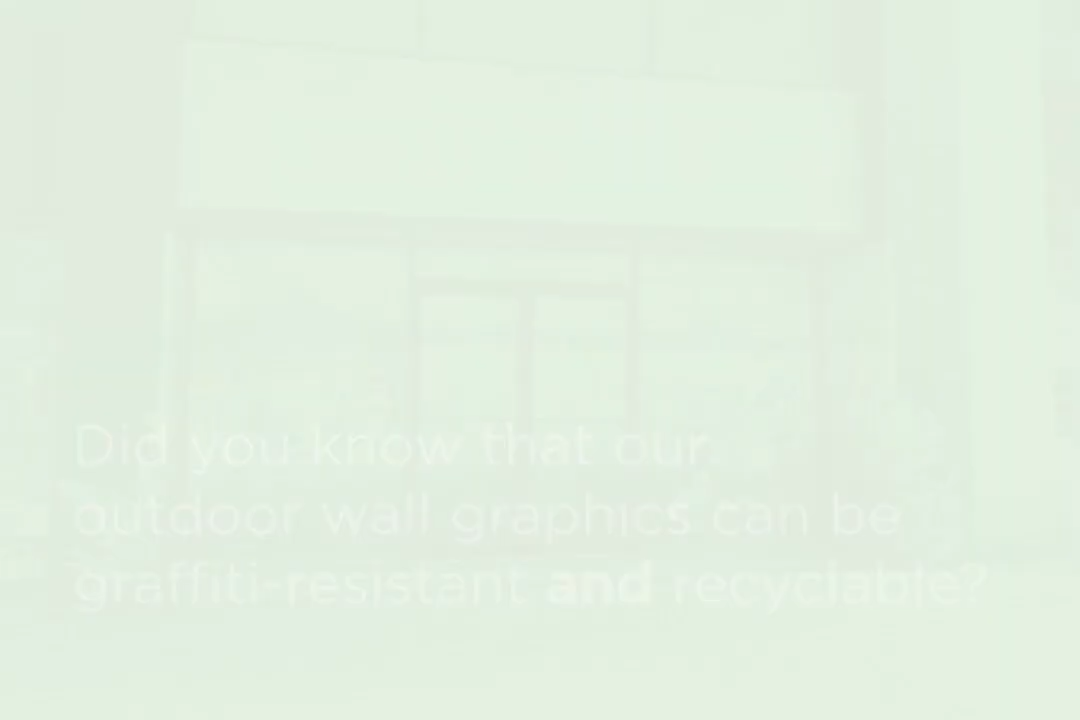 Did you know that our
outdoor wall graphics can be
graffiti-resistant and recyclable?